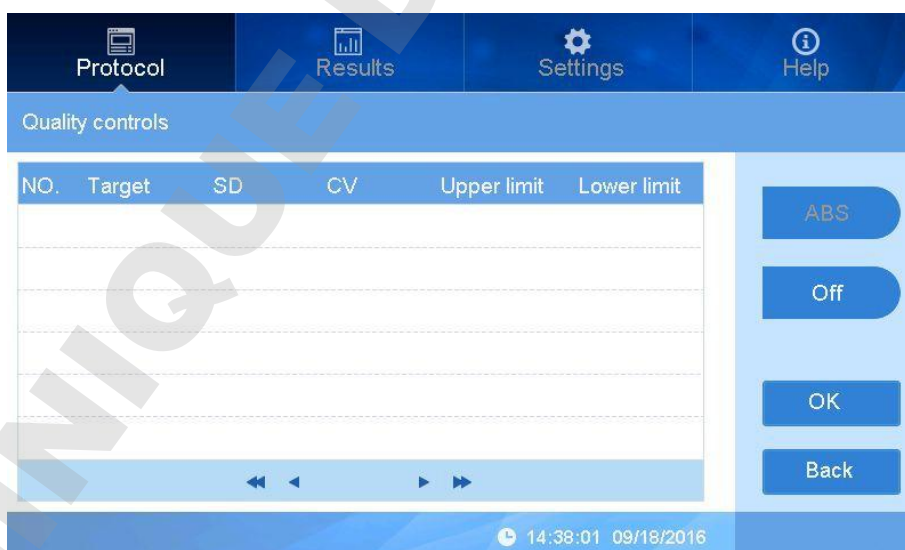 Protocol Results Settings Help
Quality controls
NO. Target SD CV Upper limit Lower limit
ABS
Off
OK
Back
14:38:01 09/18/2016
NIQUE